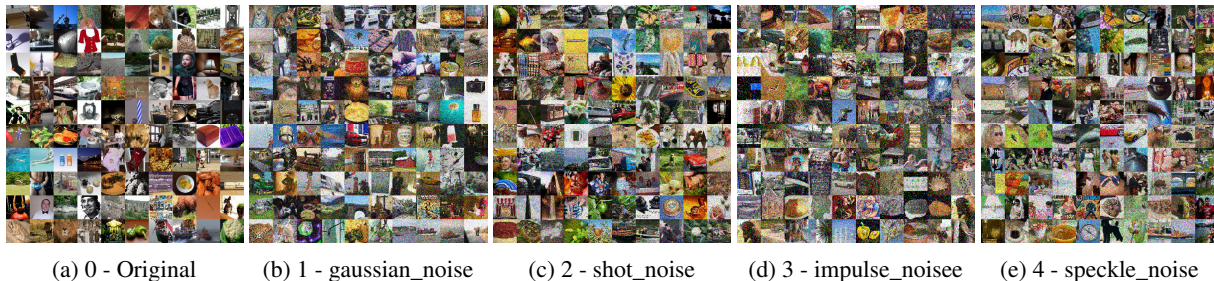 (a) 0 - Original (b) 1 - gaussian_noise (c) 2 - shot_noise (d) 3 - impulse_noisee (e) 4 - speckle_noise